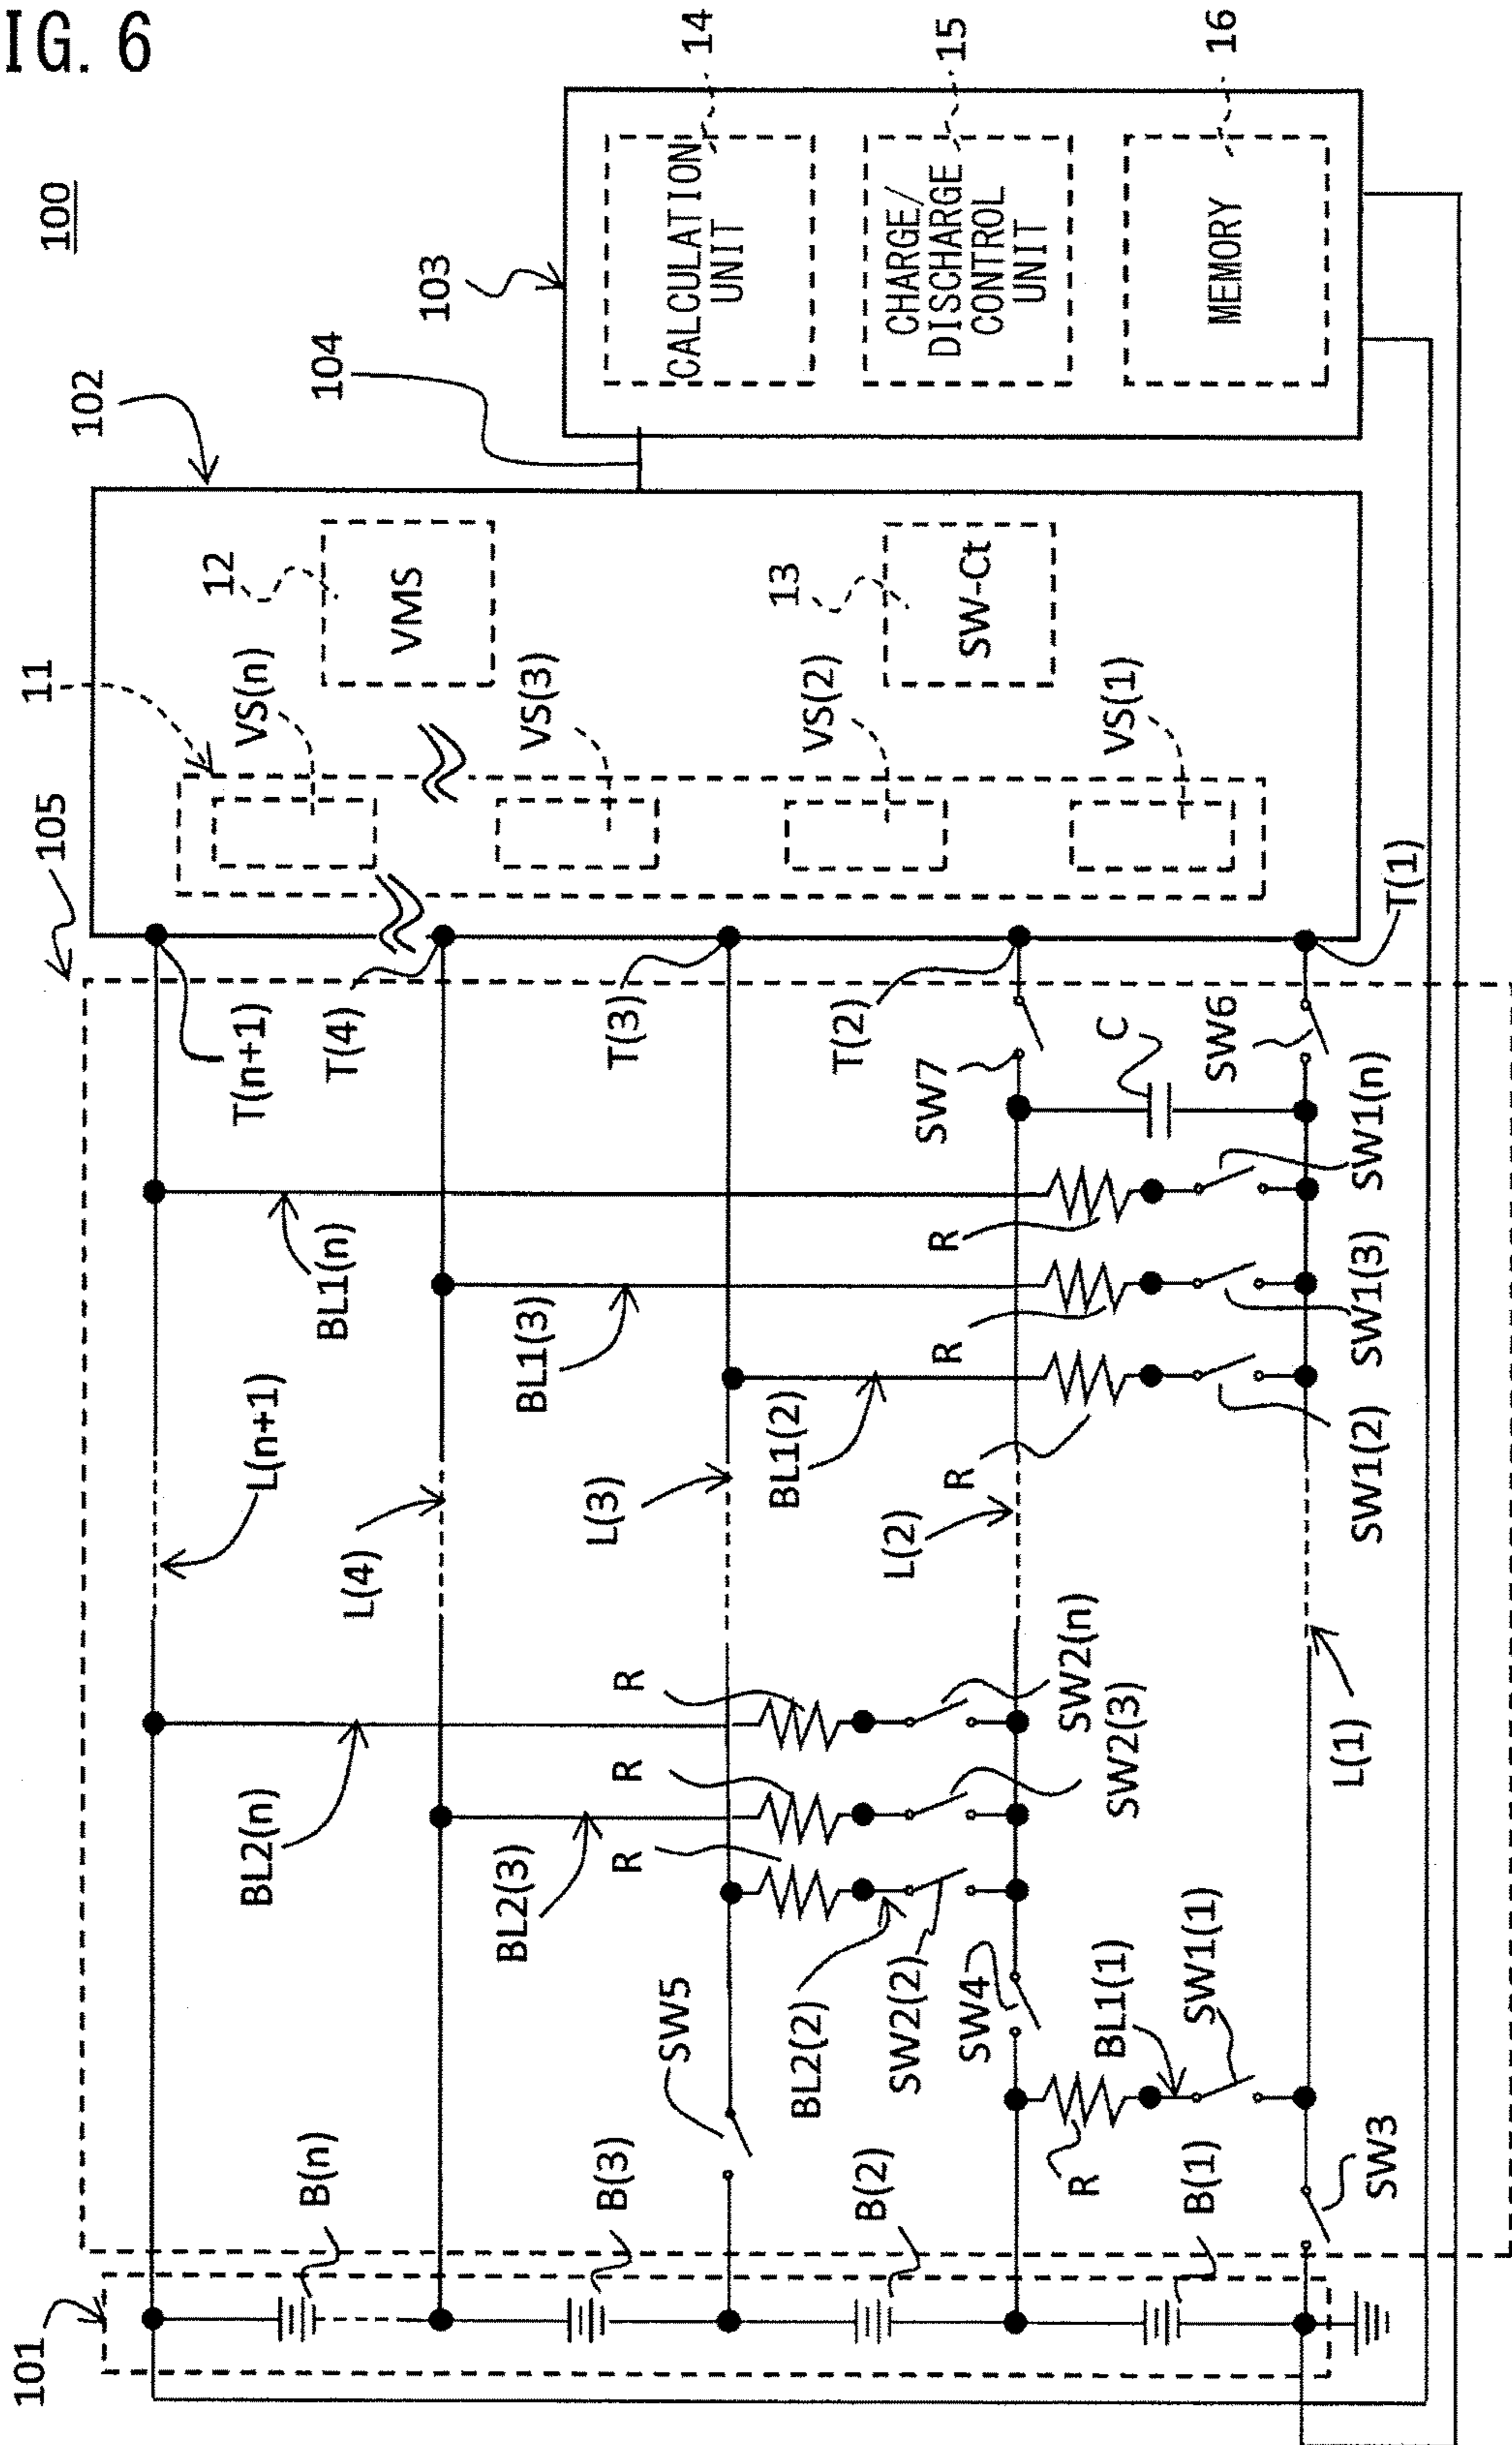 IG. 6
100
14
15
16
CALCULATION
UNIT
CHARGE/
DISCHARGE
CONTROL
UNIT
MEMORY
103
104
102
12
VMS
13
SW-Ct
11
VS(n)
VS(3)
VS(2)
VS(1)
105
T(n+1)
T(4)
T(3)
T(2)
T(1)
SW7
C
SW6
BL1(n)
BL1(3)
BL1(2)
R
R
R
SW1(n)
SW1(3)
SW1(2)
L(n+1)
L(4)
L(3)
L(2)
L(1)
BL2(n)
BL2(3)
BL2(2)
R
R
R
SW2(n)
SW2(3)
SW2(2)
SW5
SW4
BL1(1)
SW1(1)
R
SW3
B(n)
B(3)
B(2)
B(1)
101